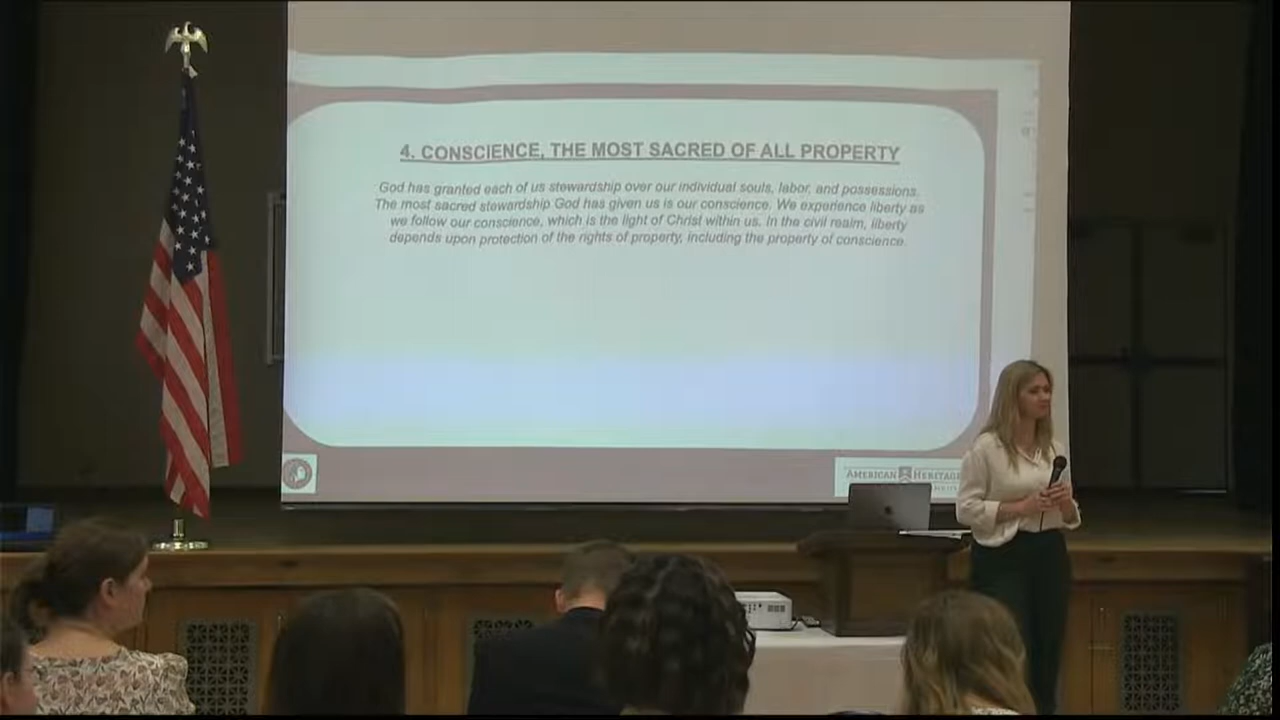 4. CONSCIENCE, THE MOST SACRED OF ALL PROPERTY
God has granted each of us stewardship over our individual souls, labor, and possessions.
The most sacred stewardship God has given us is our conscience. We experience liberty as
we follow our conscience, which is the light of Christ within us. In the civil realm, liberty
depends upon protection of the rights of property, including the property of conscience.
AMERICAN HERITAGE